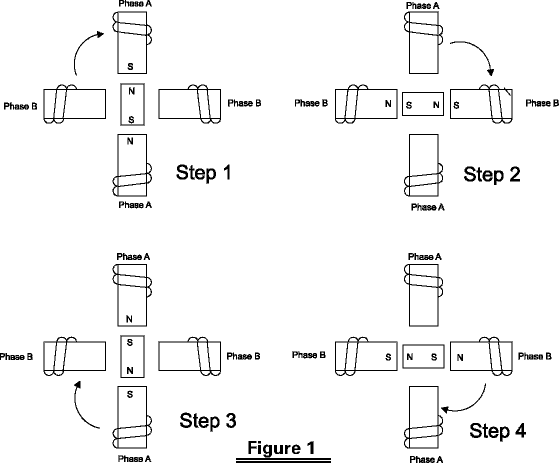 Phase A
S
N
S
N
Phase B
Phase B
Phase A
Step 1
Phase A
Phase B
N
S N
S
Phase B
Phase A
Step 2
Phase A
N
S
N
S
Phase B
Phase B
Phase A
Step 3
Phase A
Phase B
S
N S
N
Phase B
Phase A
Step 4
Figure 1